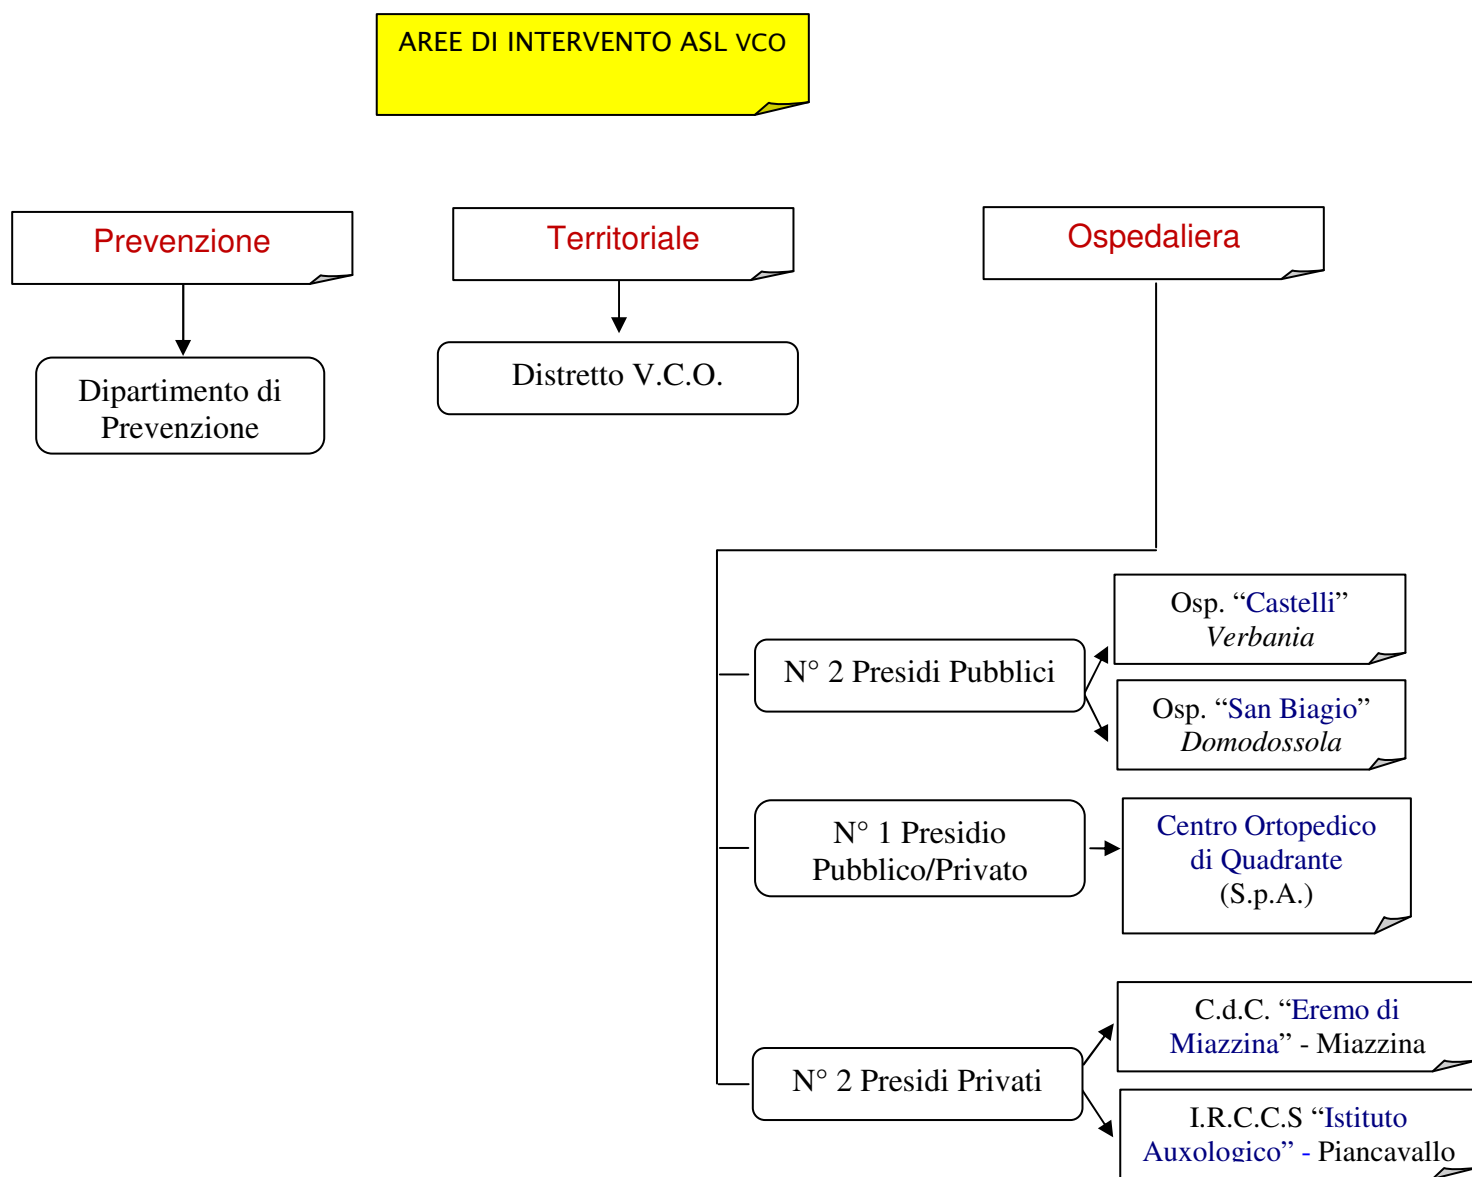 AREE DI INTERVENTO ASL VCO
Prevenzione
Territoriale
Ospedaliera
Dipartimento di
Prevenzione
Distretto V.C.O.
N° 2 Presidi Pubblici
Osp. “Castelli”
Verbania
Osp. “San Biagio”
Domodossola
N° 1 Presidio
Pubblico/Privato
Centro Ortopedico
di Quadrante
(S.p.A.)
N° 2 Presidi Privati
C.d.C. “Eremo di
Miazzina” - Miazzina
I.R.C.C.S “Istituto
Auxologico” - Piancavallo